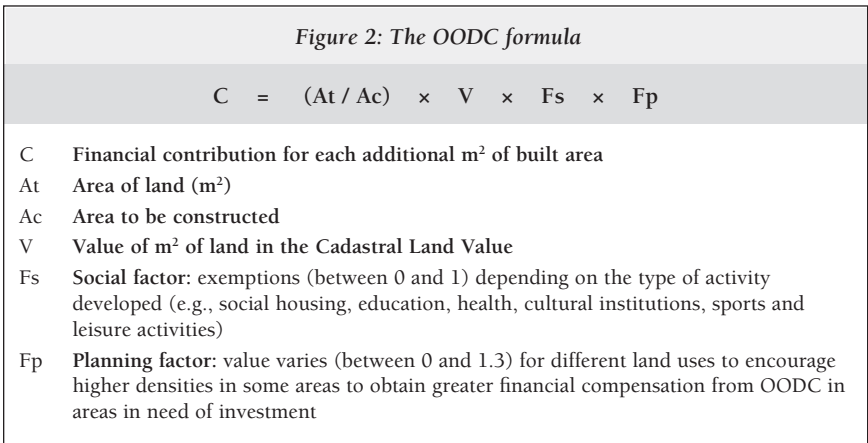 Figure 2: The OODC formula
C = (At / Ac) × V × Fs × Fp
C Financial contribution for each additional m² of built area
At Area of land (m²)
Ac Area to be constructed
V Value of m² of land in the Cadastral Land Value
Fs Social factor: exemptions (between 0 and 1) depending on the type of activity
developed (e.g., social housing, education, health, cultural institutions, sports and
leisure activities)
Fp Planning factor: value varies (between 0 and 1.3) for different land uses to encourage
higher densities in some areas to obtain greater financial compensation from OODC in
areas in need of investment